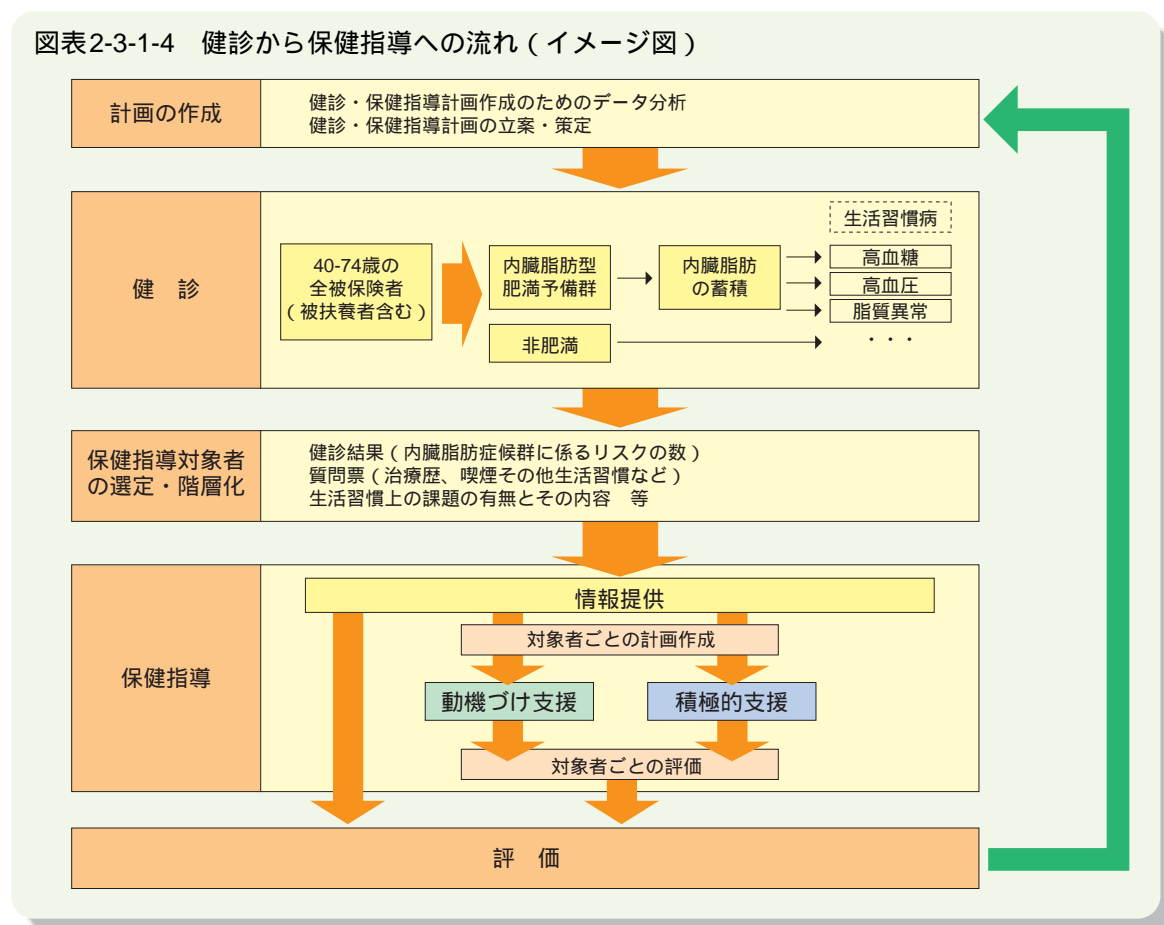 図表2-3-1-4 健診から保健指導への流れ(イメージ図)
計画の作成
健診・保健指導計画作成のためのデータ分析
健診・保健指導計画の立案・策定
健 診
40-74歳の
全被保険者
(被扶養者含む)
内臓脂肪型
肥満予備群
非肥満
内臓脂肪
の蓄積
生活習慣病
高血糖
高血圧
脂質異常
・・・
保健指導対象者
の選定・階層化
健診結果(内臓脂肪症候群に係るリスクの数)
質問票(治療歴、喫煙その他生活習慣など)
生活習慣上の課題の有無とその内容 等
保健指導
情報提供
対象者ごとの計画作成
動機づけ支援
積極的支援
対象者ごとの評価
評 価